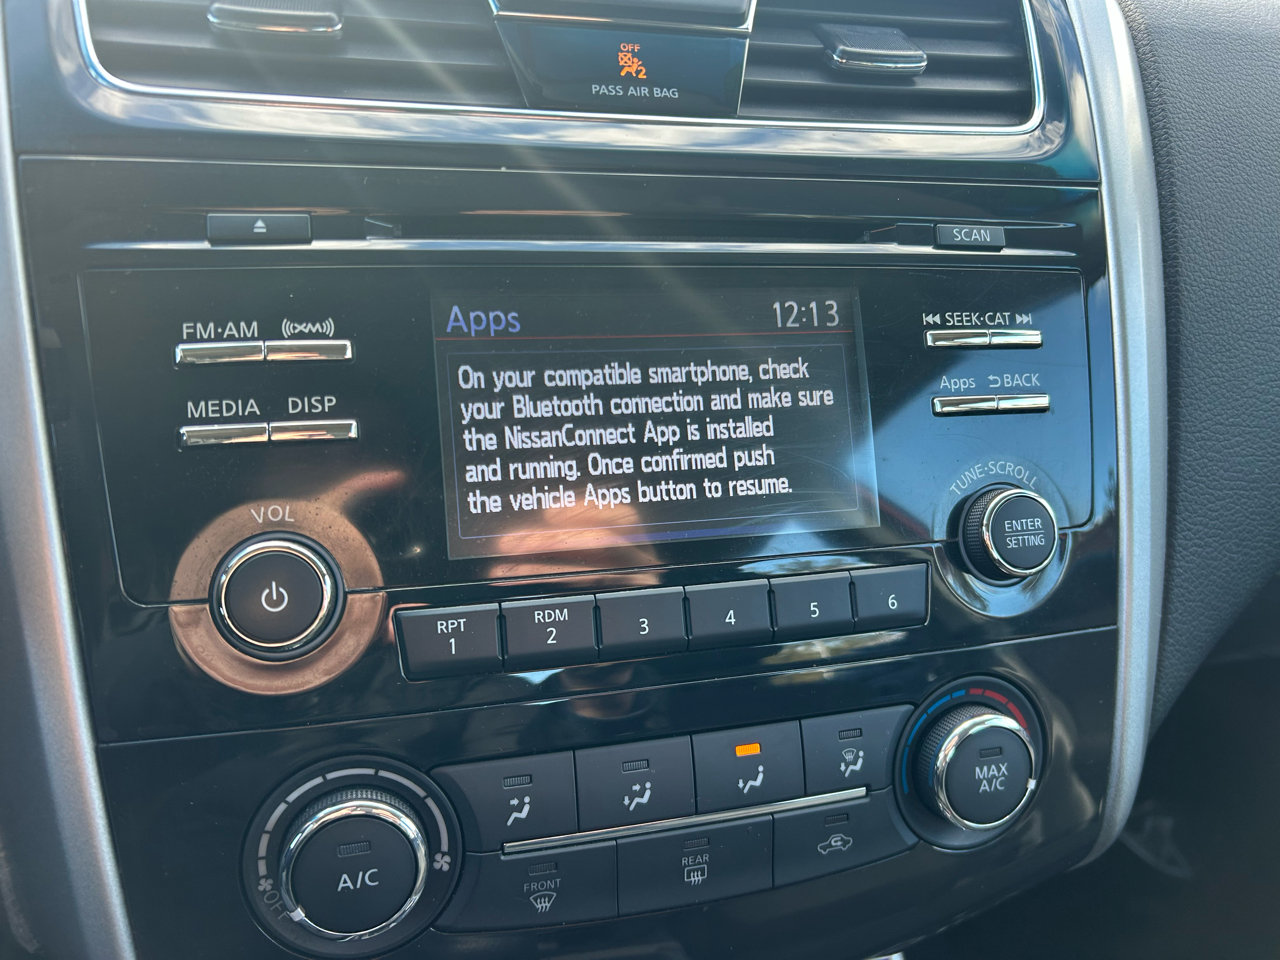 OFF
2
PASS AIR BAG
SCAN
FM·AM
((XM))
SEEK·CAT
Apps
12:13
On your compatible smartphone, check
your Bluetooth connection and make sure
the NissanConnect App is installed
and running. Once confirmed push
the vehicle Apps button to resume.
MEDIA
DISP
Apps
BACK
VOL
TUNE·SCROLL
ENTER
SETTING
RPT
1
RDM
2
3
4
5
6
MAX
A/C
A/C
OFF
FRONT
REAR